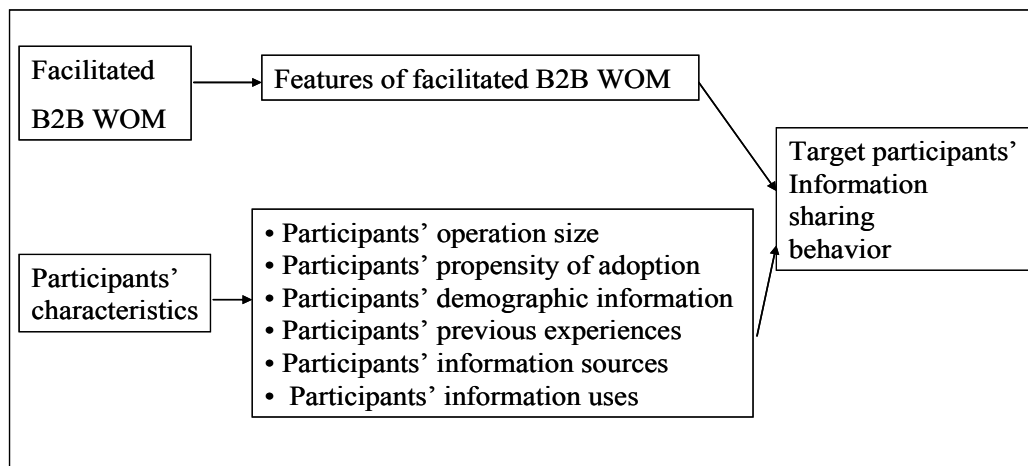 Facilitated
B2B WOM
Features of facilitated B2B WOM
Target participants’
Information
sharing
behavior
Participants’
characteristics
• Participants’ operation size
• Participants’ propensity of adoption
• Participants’ demographic information
• Participants’ previous experiences
• Participants’ information sources
• Participants’ information uses